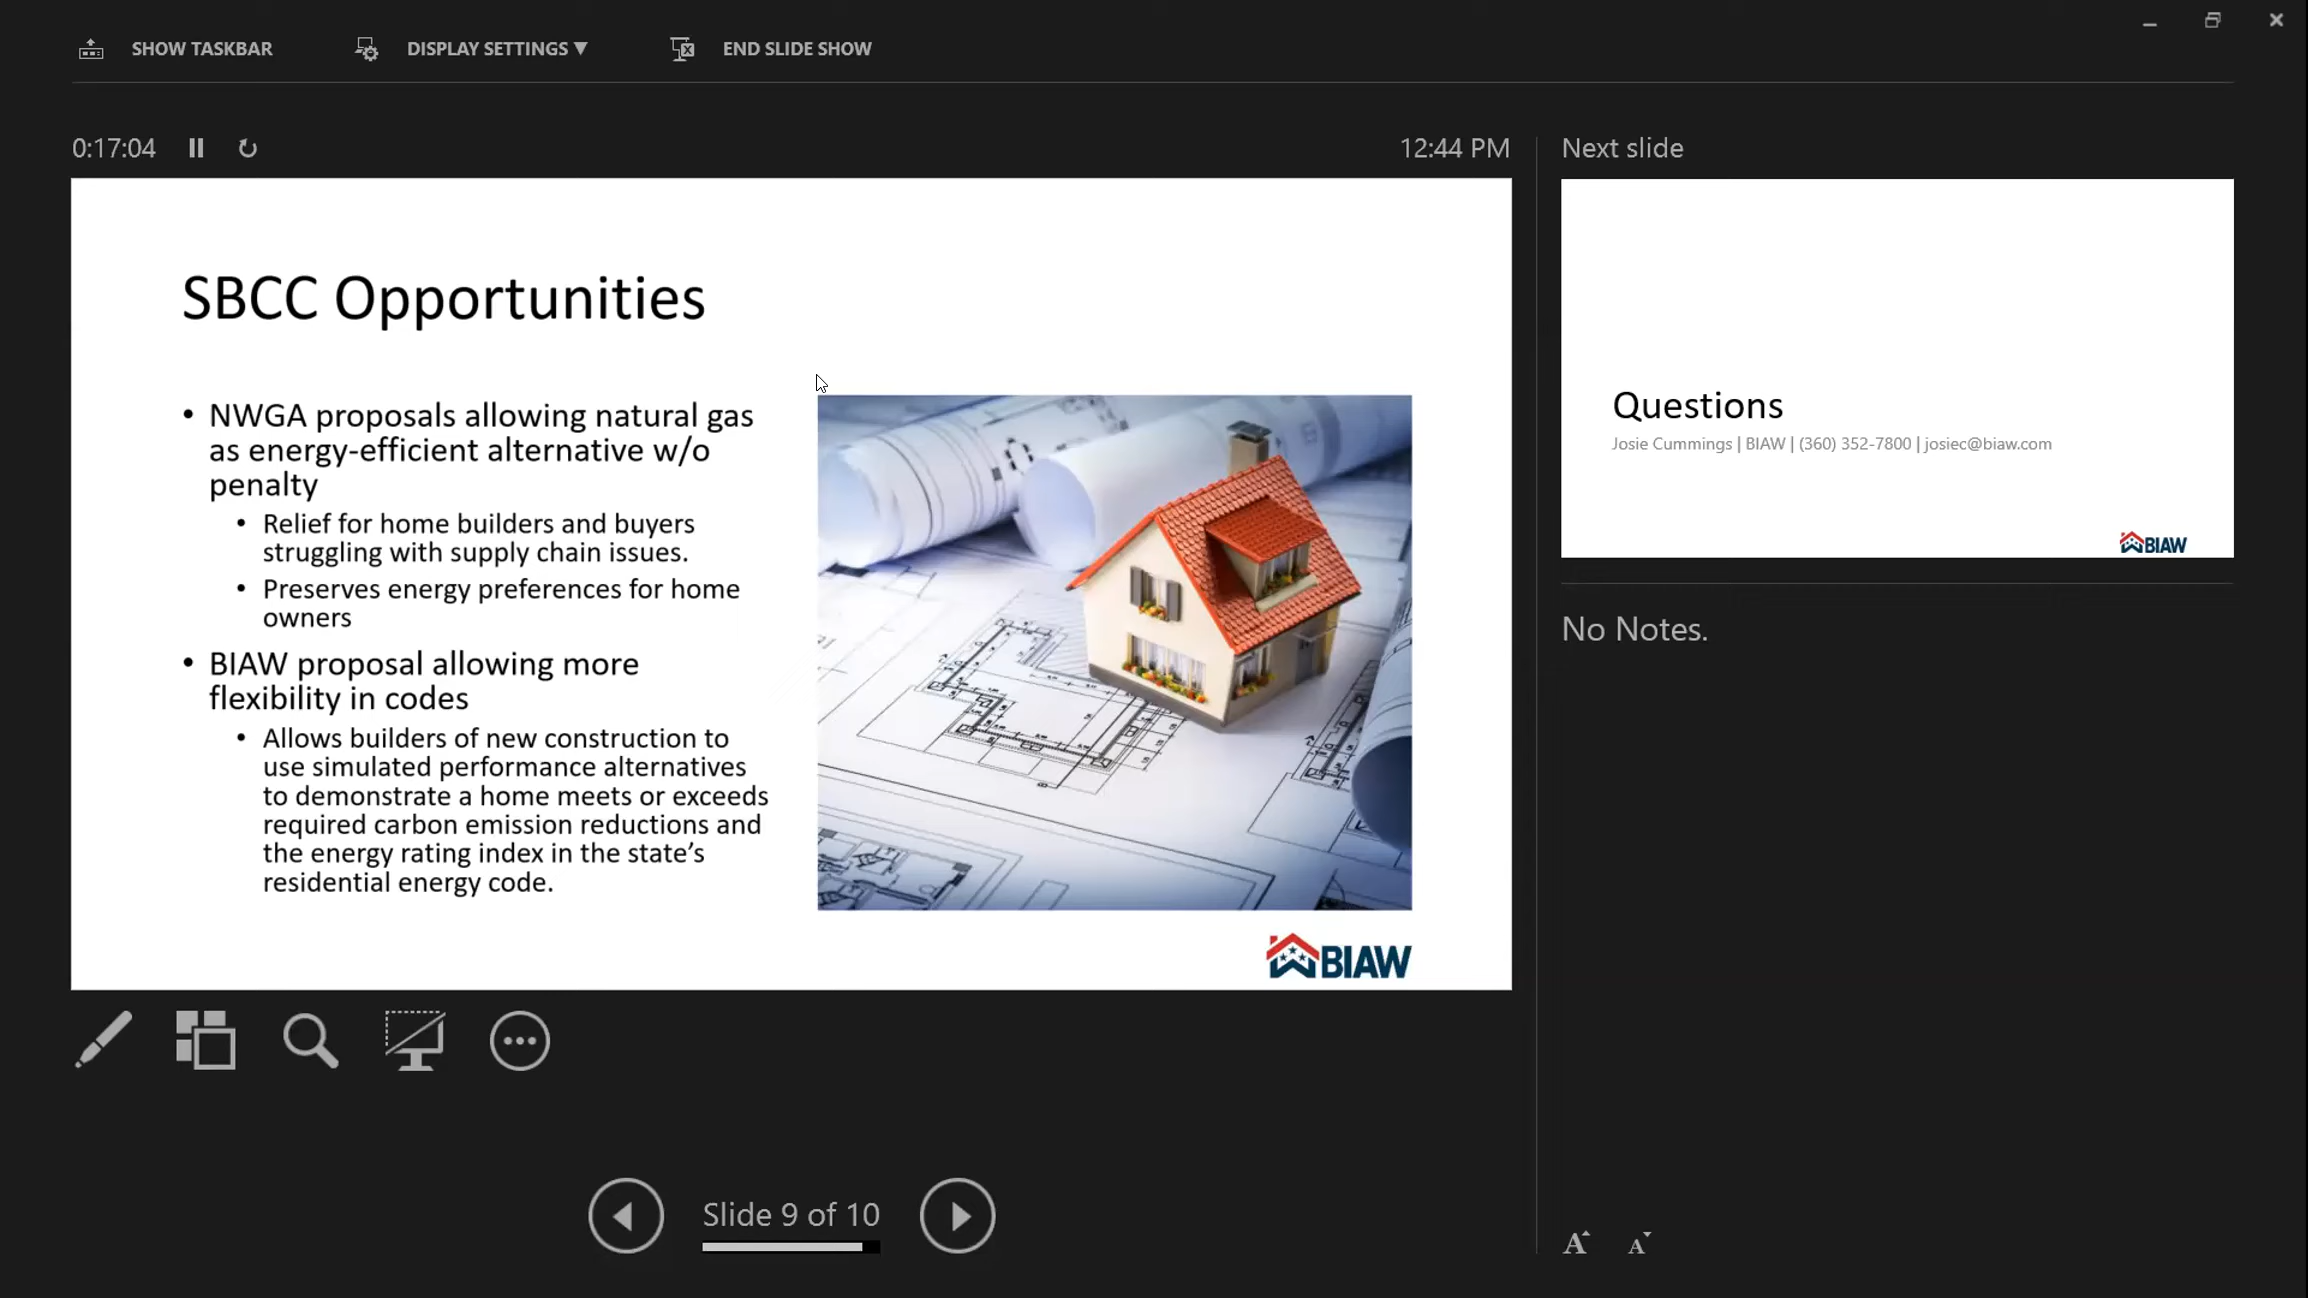 SHOW TASKBAR
DISPLAY SETTINGS ▼
END SLIDE SHOW
0:17:04
12:44 PM
Next slide
SBCC Opportunities
• NWGA proposals allowing natural gas
as energy-efficient alternative w/o
penalty
• Relief for home builders and buyers
struggling with supply chain issues.
• Preserves energy preferences for home
owners
• BIAW proposal allowing more
flexibility in codes
• Allows builders of new construction to
use simulated performance alternatives
to demonstrate a home meets or exceeds
required carbon emission reductions and
the energy rating index in the state’s
residential energy code.
BIAW
Questions
Josie Cummings | BIAW | (360) 352-7800 | josiec@biaw.com
BIAW
No Notes.
Slide 9 of 10
A
A